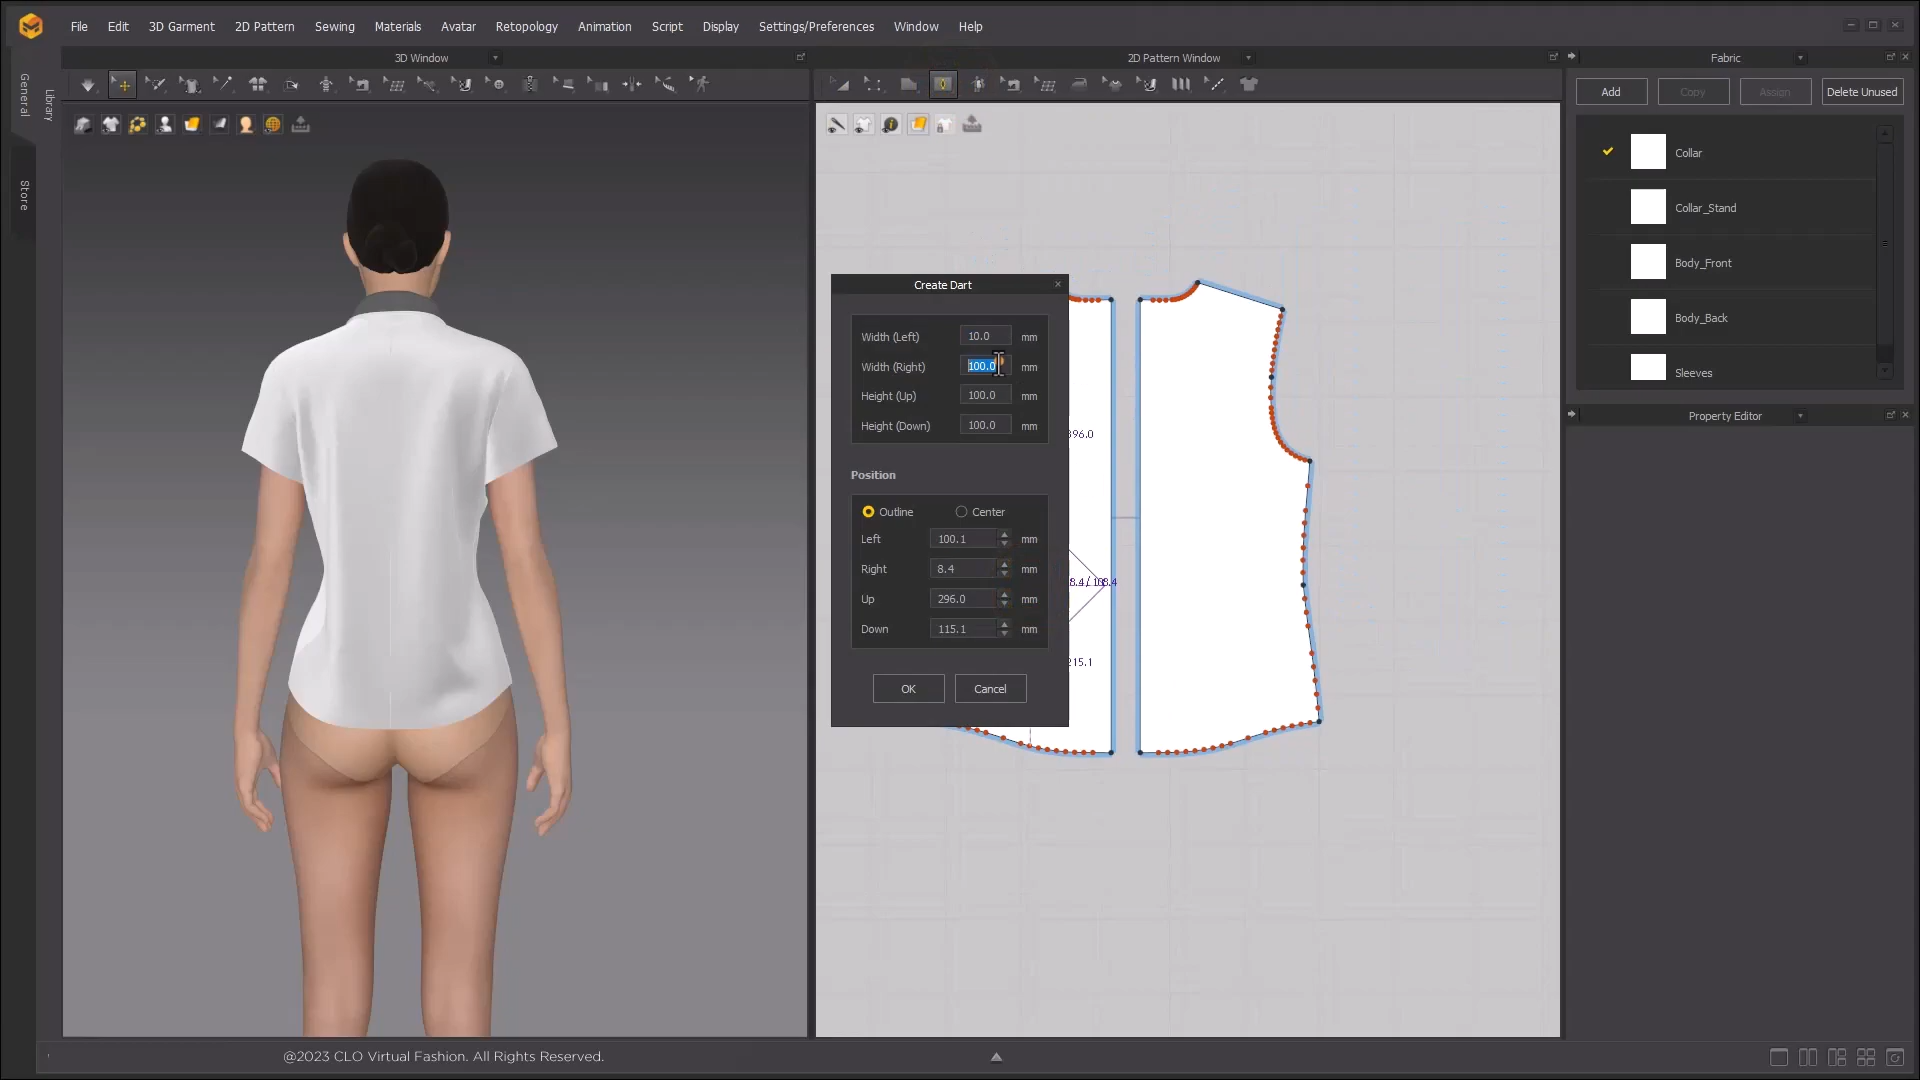 File Edit 3D Garment 2D Pattern Sewing Materials Avatar Retopology Animation Script Display Settings/Preferences Window Help
3D Window
2D Pattern Window
Fabric
General
Library
Store
Add Copy Assign Delete Unused
Collar
Collar_Stand
Body_Front
Body_Back
Sleeves
Property Editor
Create Dart
Width (Left) 10.0 mm
Width (Right) 100.0 mm
Height (Up) 100.0 mm
Height (Down) 100.0 mm
Position
Outline Center
Left 100.1 mm
Right 8.4 mm
Up 296.0 mm
Down 115.1 mm
OK Cancel
215.1
@2023 CLO Virtual Fashion. All Rights Reserved.